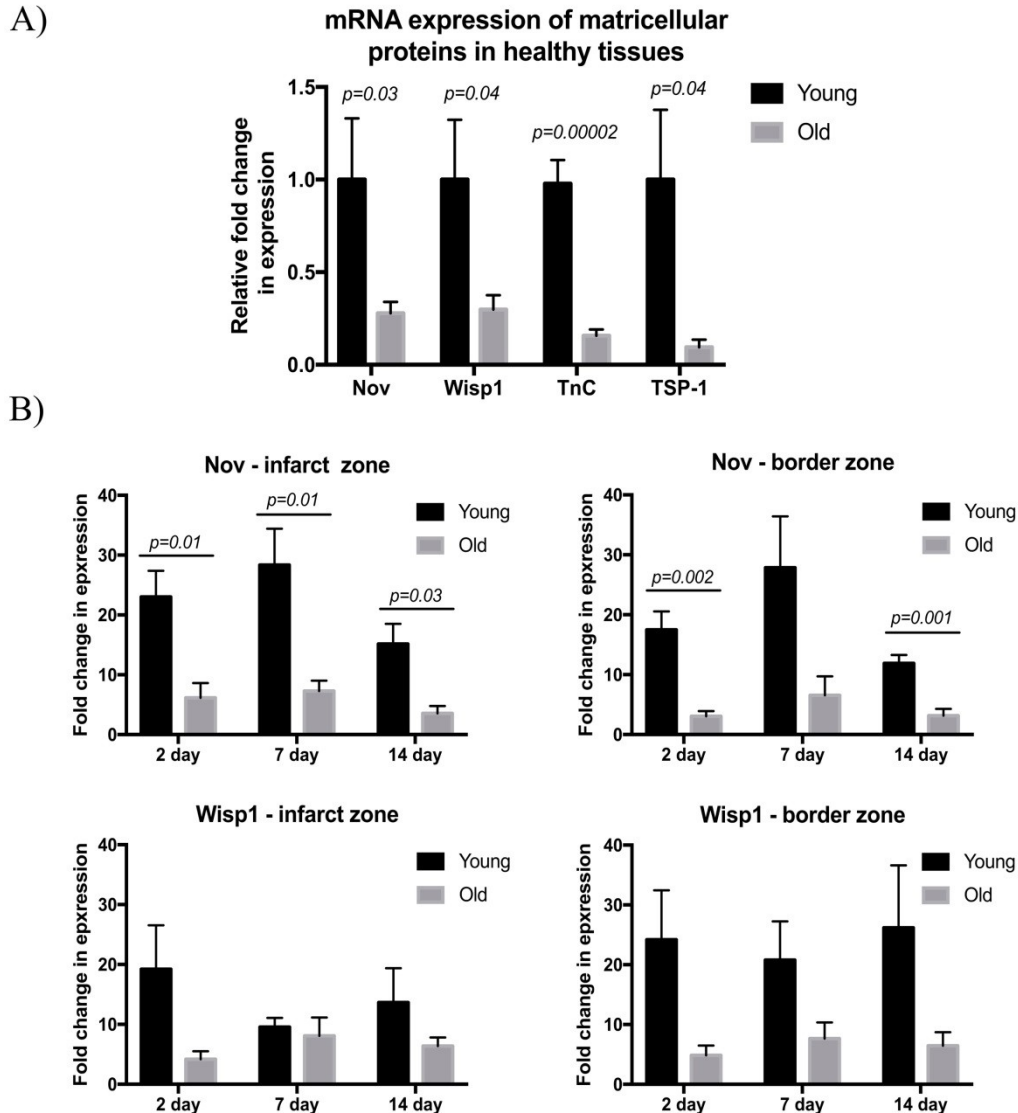 A)
mRNA expression of matricellular
proteins in healthy tissues
Relative fold change
in expression
1.5
1.0
0.5
0.0
p=0.03
p=0.04
p=0.00002
p=0.04
Young
Old
Nov
Wisp1
TnC
TSP-1
B)
Nov - infarct zone
Fold change in epxression
40
30
20
10
0
p=0.01
p=0.01
p=0.03
Young
Old
2 day
7 day
14 day
Nov - border zone
Fold change in epxression
40
30
20
10
0
p=0.002
p=0.001
Young
Old
2 day
7 day
14 day
Wisp1 - infarct zone
Fold change in epxression
40
30
20
10
0
Young
Old
2 day
7 day
14 day
Wisp1 - border zone
Fold change in epxression
40
30
20
10
0
Young
Old
2 day
7 day
14 day